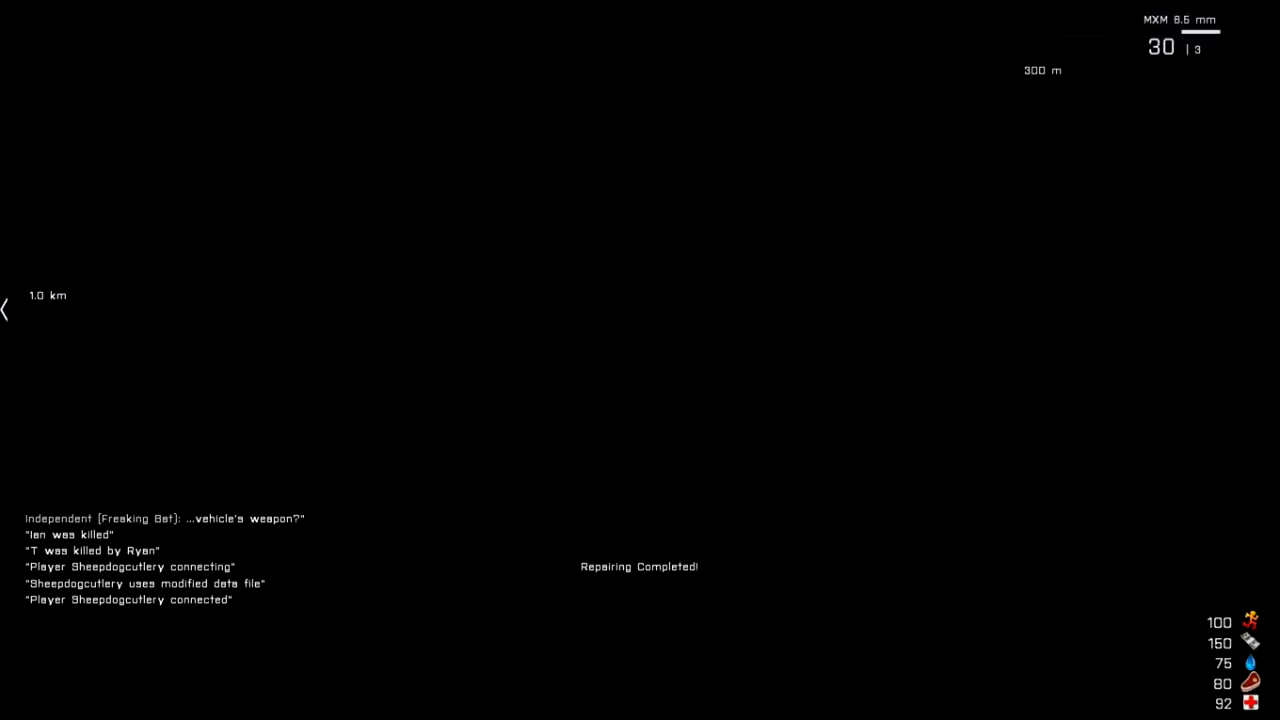 MXM 6.5 mm
30 | 3
300 m
1.0 km
Independent (Freaking Bat): ...vehicle's weapon?"
"Ian was killed"
"T was killed by Ryan"
"Player Sheepdogcutlery connecting"
"Sheepdogcutlery uses modified data file"
"Player Sheepdogcutlery connected"
Repairing Completed!
100
150
75
80
92